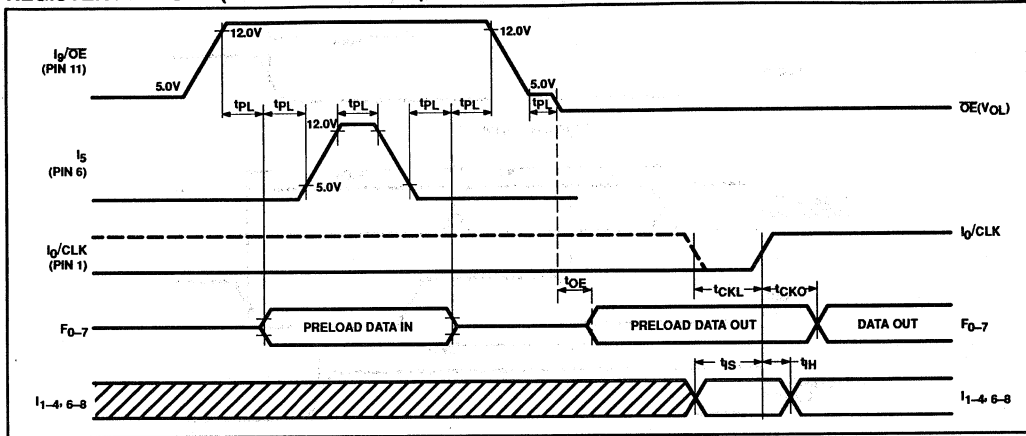 I9/OE
(PIN 11)
12.0V
12.0V
5.0V
5.0V
tPL tPL tPL tPL tPL tPL
OE(VOL)
12.0V
I5
(PIN 6)
5.0V
I0/CLK
(PIN 1)
I0/CLK
tOE
tCKL tCKO
F0–7
PRELOAD DATA IN
PRELOAD DATA OUT
DATA OUT
F0–7
tIS
tIH
I1–4, 6–8
I1–4, 6–8